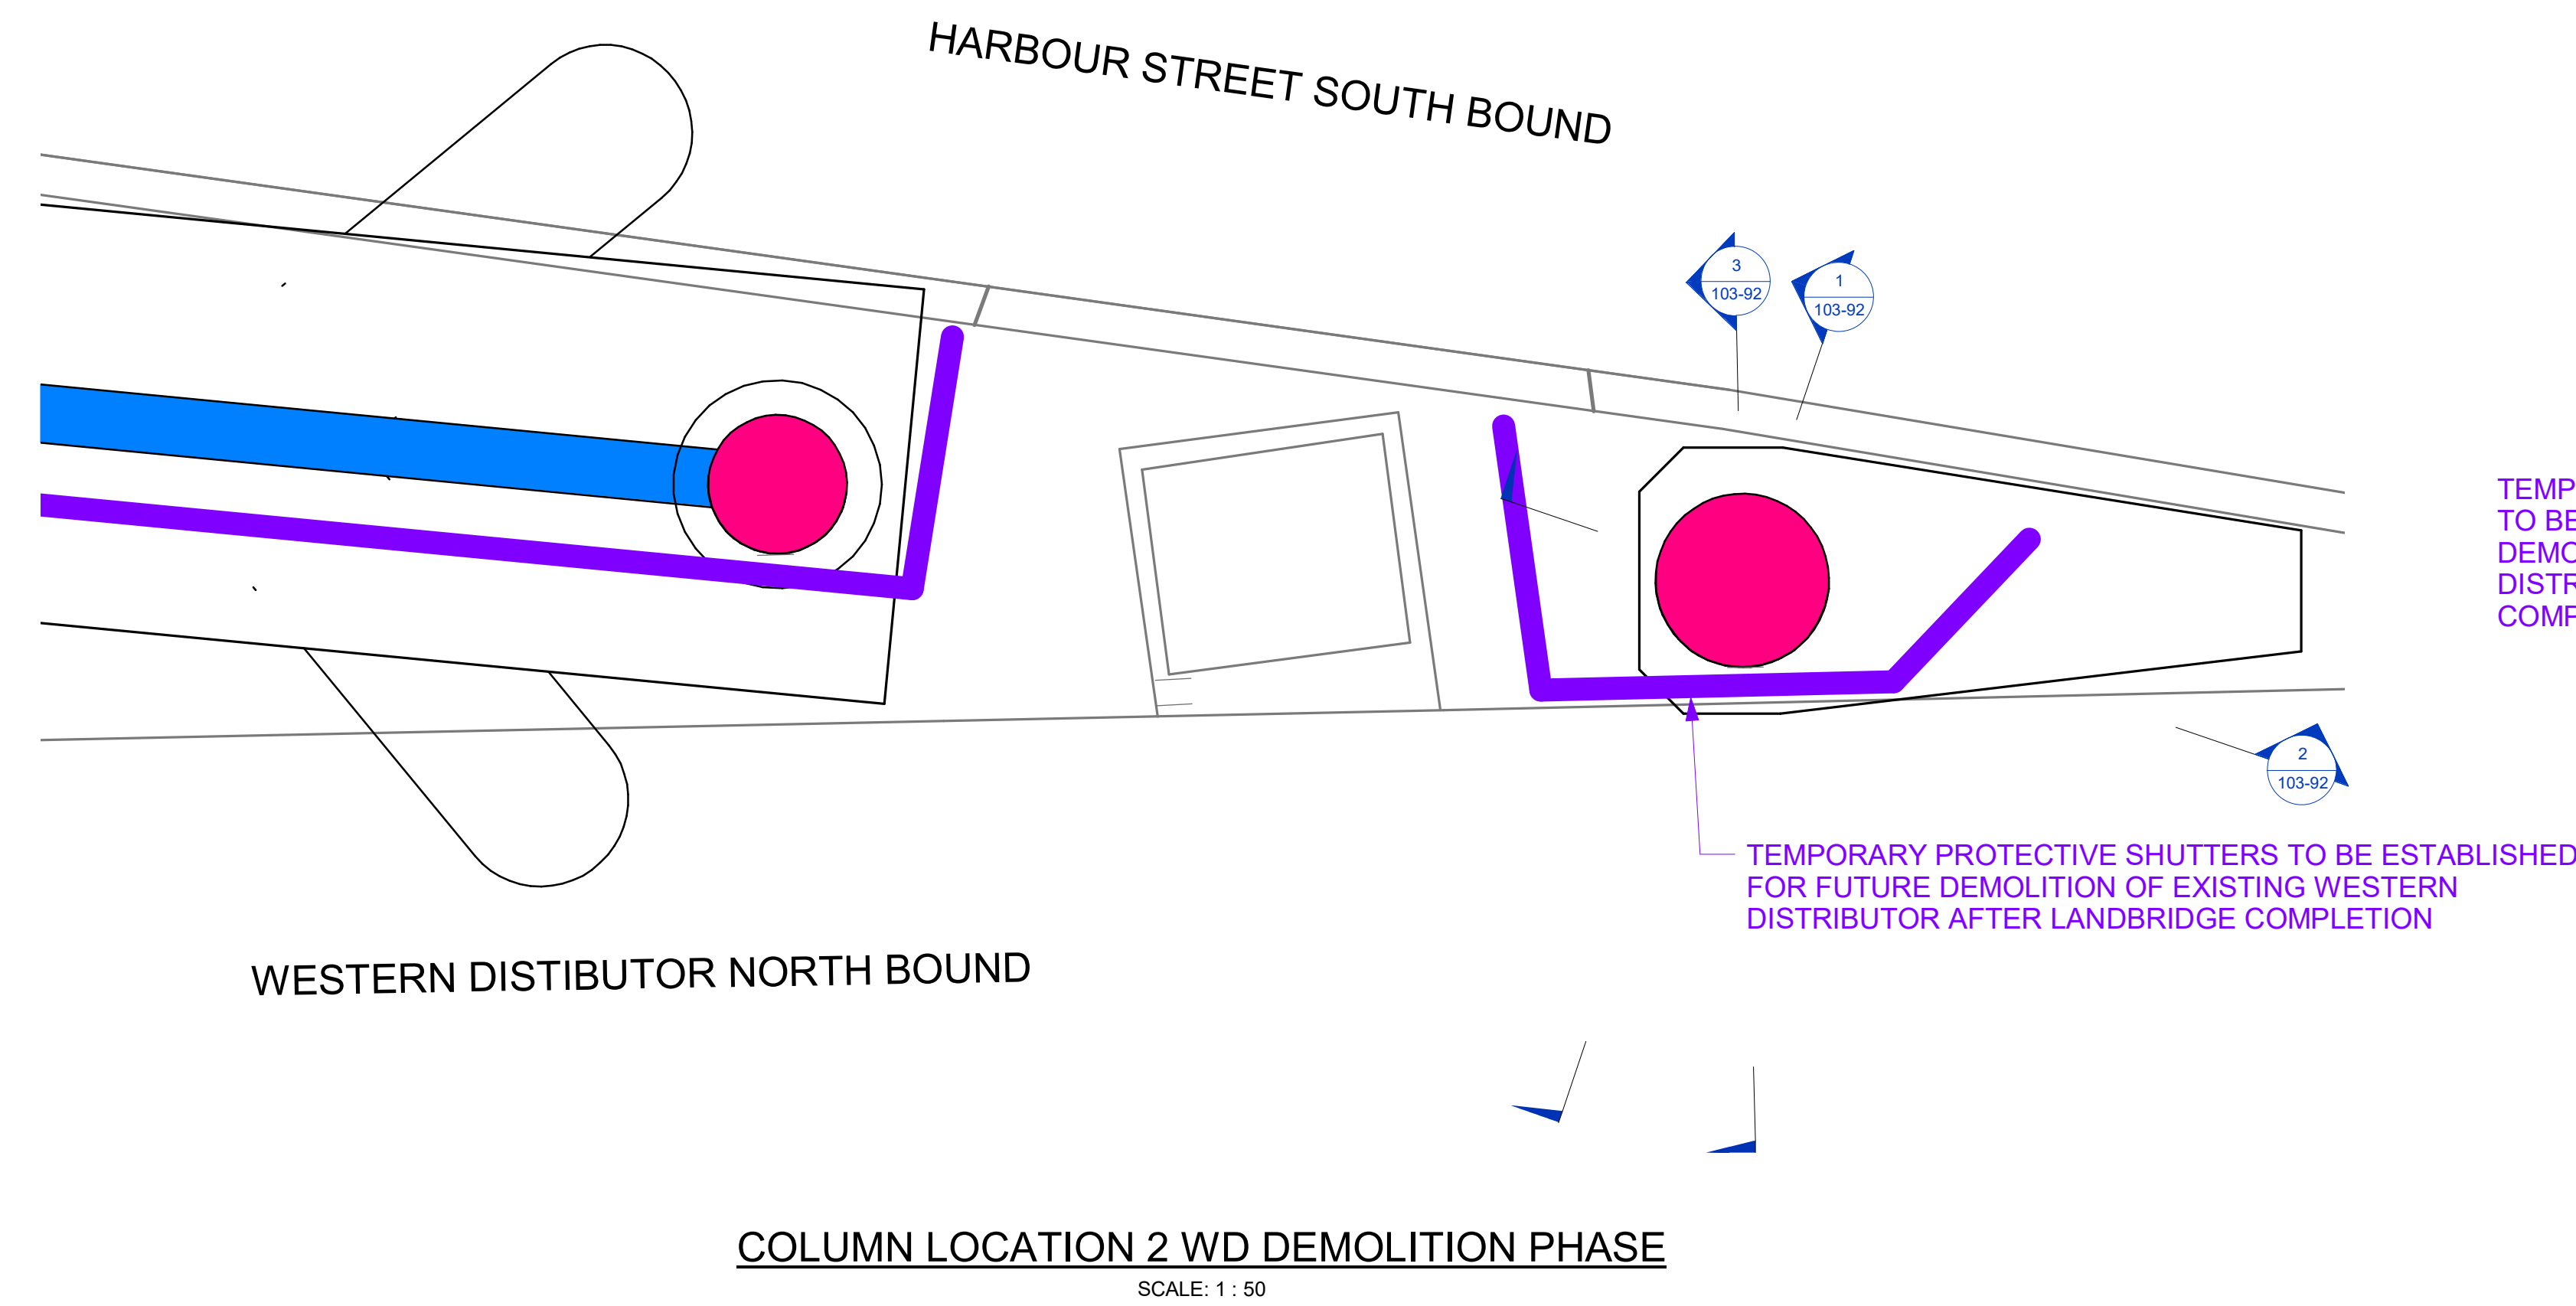 HARBOUR STREET SOUTH BOUND
3
103-92
1
103-92
TEMP
TO BE
DEMO
DISTR
COMP
2
103-92
TEMPORARY PROTECTIVE SHUTTERS TO BE ESTABLISHED
FOR FUTURE DEMOLITION OF EXISTING WESTERN
DISTRIBUTOR AFTER LANDBRIDGE COMPLETION
WESTERN DISTIBUTOR NORTH BOUND
COLUMN LOCATION 2 WD DEMOLITION PHASE
SCALE: 1 : 50